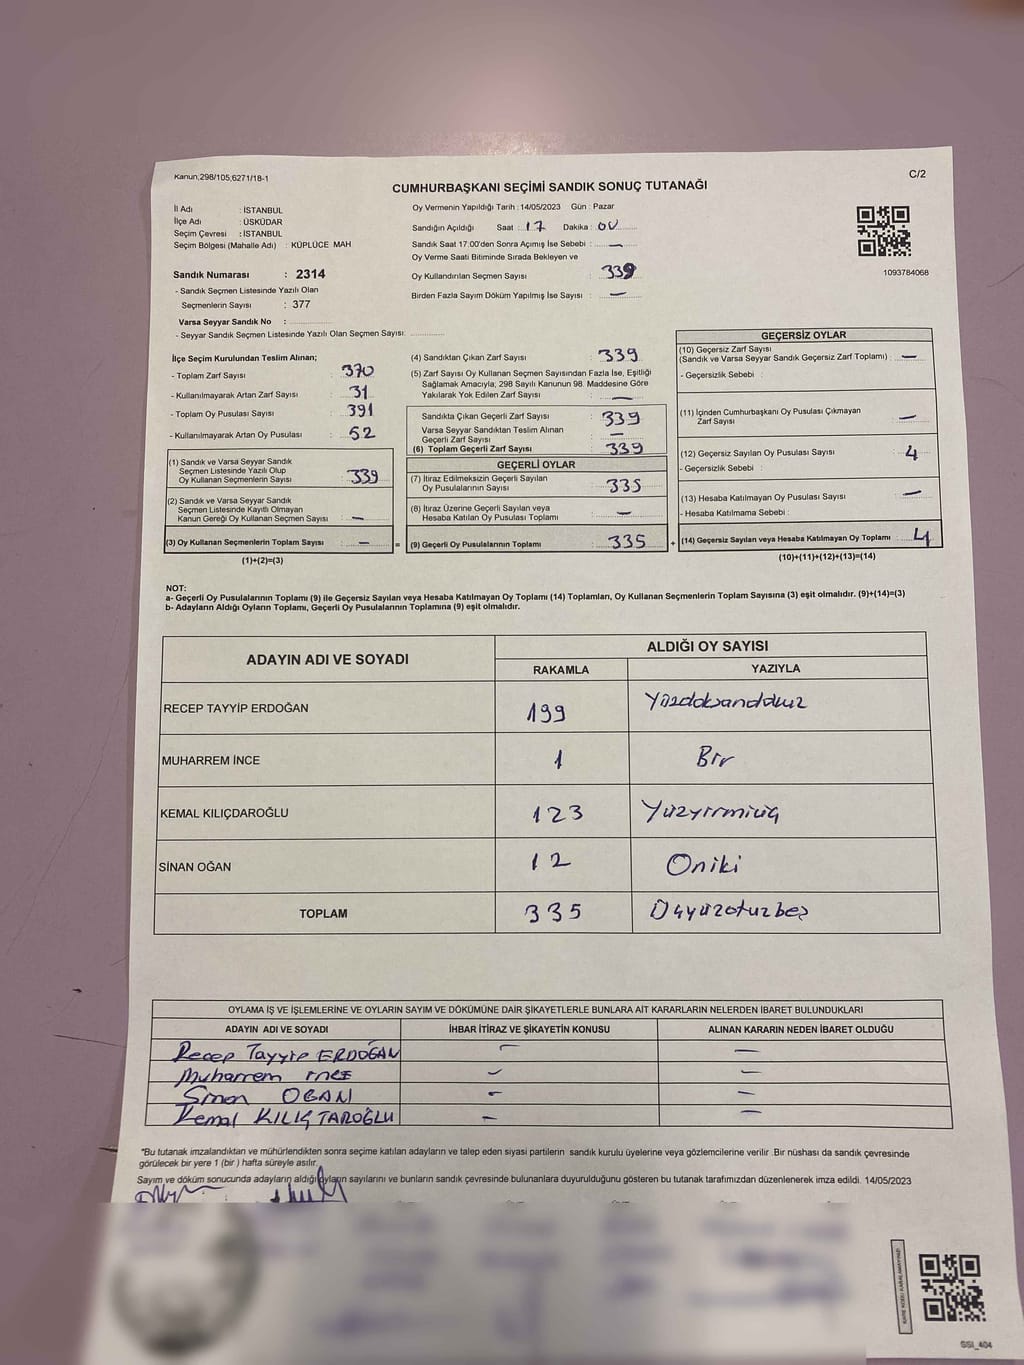 Kanun;298/105,6271/18-1
C/2
CUMHURBAŞKANI SEÇİMİ SANDIK SONUÇ TUTANAĞI
İl Adı : İSTANBUL
İlçe Adı : ÜSKÜDAR
Seçim Çevresi : İSTANBUL
Seçim Bölgesi (Mahalle Adı) : KÜPLÜCE MAH
Sandık Numarası : 2314
- Sandık Seçmen Listesinde Yazılı Olan
Seçmenlerin Sayısı : 377
Varsa Seyyar Sandık No :
- Seyyar Sandık Seçmen Listesinde Yazılı Olan Seçmen Sayısı:
Oy Vermenin Yapıldığı Tarih :14/05/2023 Gün : Pazar
Sandığın Açıldığı Saat : 17 Dakika : 00
Sandık Saat 17:00'den Sonra Açımış İse Sebebi : —
Oy Verme Saati Bitiminde Sırada Bekleyen ve
Oy Kullandırılan Seçmen Sayısı : 339
Birden Fazla Sayım Döküm Yapılmış İse Sayısı : —
1093784068
İlçe Seçim Kurulundan Teslim Alınan;
- Toplam Zarf Sayısı : 370
- Kullanılmayarak Artan Zarf Sayısı : 31
- Toplam Oy Pusulası Sayısı : 391
- Kullanılmayarak Artan Oy Pusulası : 52
(1) Sandık ve Varsa Seyyar Sandık
Seçmen Listesinde Yazılı Olup
Oy Kullanan Seçmenlerin Sayısı : 339
(2) Sandık ve Varsa Seyyar Sandık
Seçmen Listesinde Kayıtlı Olmayan
Kanun Gereği Oy Kullanan Seçmen Sayısı : —
(3) Oy Kullanan Seçmenlerin Toplam Sayısı : —
(1)+(2)=(3)
=
(4) Sandıktan Çıkan Zarf Sayısı : 339
(5) Zarf Sayısı Oy Kullanan Seçmen Sayısından Fazla İse, Eşitliği
Sağlamak Amacıyla; 298 Sayılı Kanunun 98. Maddesine Göre
Yakılarak Yok Edilen Zarf Sayısı : —
Sandıkta Çıkan Geçerli Zarf Sayısı : 339
Varsa Seyyar Sandıktan Teslim Alınan
Geçerli Zarf Sayısı : —
(6) Toplam Geçerli Zarf Sayısı : 339
GEÇERLİ OYLAR
(7) İtiraz Edilmeksizin Geçerli Sayılan
Oy Pusulalarının Sayısı : 335
(8) İtiraz Üzerine Geçerli Sayılan veya
Hesaba Katılan Oy Pusulası Toplamı : —
(9) Geçerli Oy Pusulalarının Toplamı : 335
+
GEÇERSİZ OYLAR
(10) Geçersiz Zarf Sayısı
(Sandık ve Varsa Seyyar Sandık Geçersiz Zarf Toplamı) : —
- Geçersizlik Sebebi :
(11) İçinden Cumhurbaşkanı Oy Pusulası Çıkmayan
Zarf Sayısı : —
(12) Geçersiz Sayılan Oy Pusulası Sayısı : 4
- Geçersizlik Sebebi :
(13) Hesaba Katılmayan Oy Pusulası Sayısı : —
- Hesaba Katılmama Sebebi :
(14) Geçersiz Sayılan veya Hesaba Katılmayan Oy Toplamı : 4
(10)+(11)+(12)+(13)=(14)
NOT:
a- Geçerli Oy Pusulalarının Toplamı (9) ile Geçersiz Sayılan veya Hesaba Katılmayan Oy Toplamı (14) Toplamları, Oy Kullanan Seçmenlerin Toplam Sayısına (3) eşit olmalıdır. (9)+(14)=(3)
b- Adayların Aldığı Oyların Toplamı, Geçerli Oy Pusulalarının Toplamına (9) eşit olmalıdır.
ADAYIN ADI VE SOYADI
ALDIĞI OY SAYISI
RAKAMLA YAZIYLA
RECEP TAYYİP ERDOĞAN 199 Yüzdoksandokuz
MUHARREM İNCE 1 Bir
KEMAL KILIÇDAROĞLU 123 Yüzyirmiüç
SİNAN OĞAN 12 Oniki
TOPLAM 335 Üçyüzotuzbeş
OYLAMA İŞ VE İŞLEMLERİNE VE OYLARIN SAYIM VE DÖKÜMÜNE DAİR ŞİKAYETLERLE BUNLARA AİT KARARLARIN NELERDEN İBARET BULUNDUKLARI
ADAYIN ADI VE SOYADI İHBAR İTİRAZ VE ŞİKAYETİN KONUSU ALINAN KARARIN NEDEN İBARET OLDUĞU
Recep Tayyip ERDOĞAN — —
Muharrem İNCE — —
Sinan OĞAN — —
Kemal KILIÇTAROĞLU — —
"Bu tutanak imzalandıktan ve mühürlendikten sonra seçime katılan adayların ve talep eden siyasi partilerin sandık kurulu üyelerine veya gözlemcilerine verilir .Bir nüshası da sandık çevresinde
görülecek bir yere 1 (bir ) hafta süreyle asılır.
Sayım ve döküm sonucunda adayların aldığı oyların sayılarını ve bunların sandık çevresinde bulunanlara duyurulduğunu gösteren bu tutanak tarafımızdan düzenlenerek imza edildi. 14/05/2023
KARE KODU KARALAMAYINIZ!
GSI_404